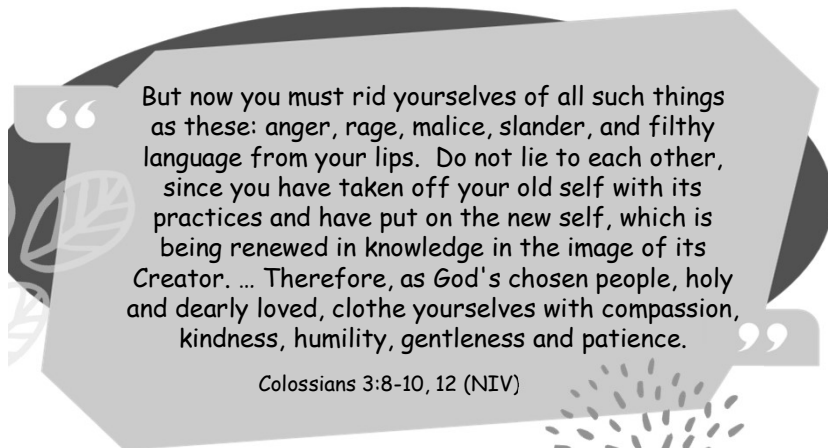 But now you must rid yourselves of all such things
as these: anger, rage, malice, slander, and filthy
language from your lips.  Do not lie to each other,
since you have taken off your old self with its
practices and have put on the new self, which is
being renewed in knowledge in the image of its
Creator. ... Therefore, as God's chosen people, holy
and dearly loved, clothe yourselves with compassion,
kindness, humility, gentleness and patience.
Colossians 3:8-10, 12 (NIV)